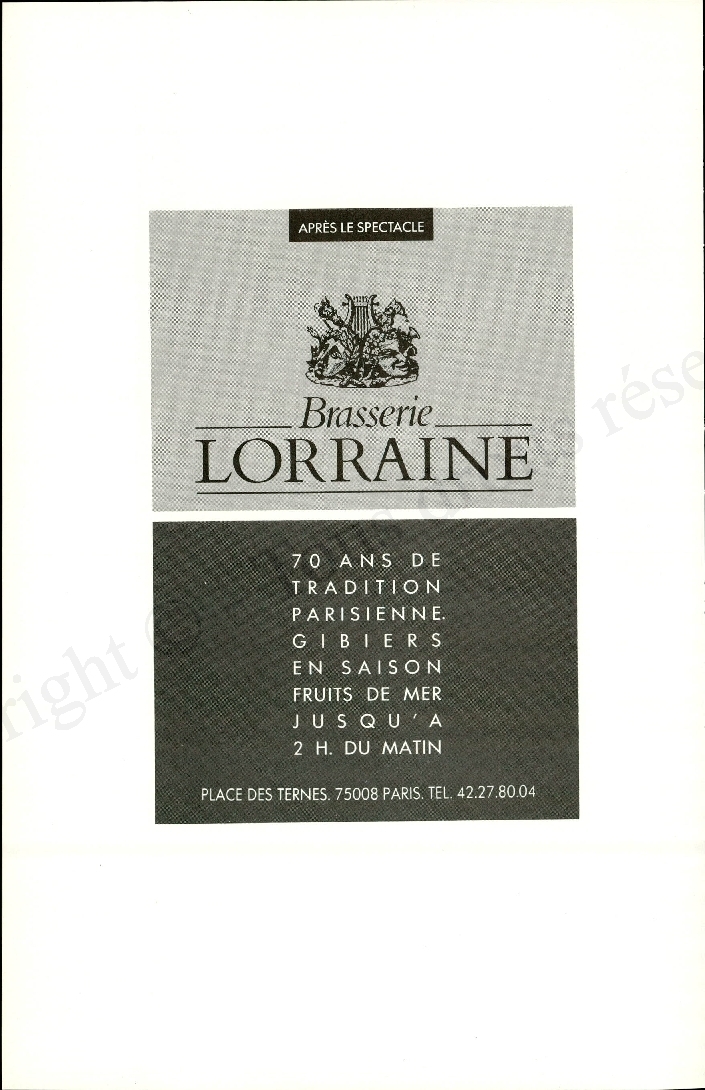 APRÈS LE SPECTACLE
Brasserie
LORRAINE
70 ANS DE
TRADITION
PARISIENNE.
GIBIERS
EN SAISON
FRUITS DE MER
JUSQU'A
2 H. DU MATIN
PLACE DES TERNES. 75008 PARIS. TEL. 42.27.80.04